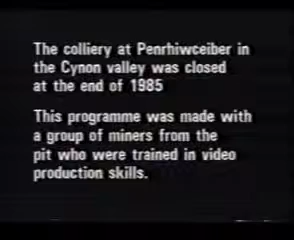 The colliery at Penrhiwceiber in
the Cynon valley was closed
at the end of 1985
This programme was made with
a group of miners from the
pit who were trained in video
production skills.